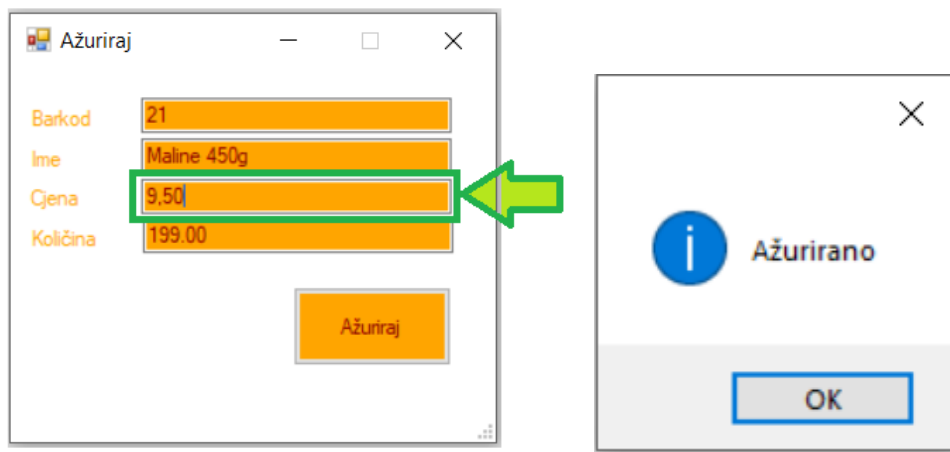 Ažuriraj
Barkod 21
Ime Maline 450g
Cjena 9,50
Količina 199.00
Ažuriraj
Ažurirano
OK